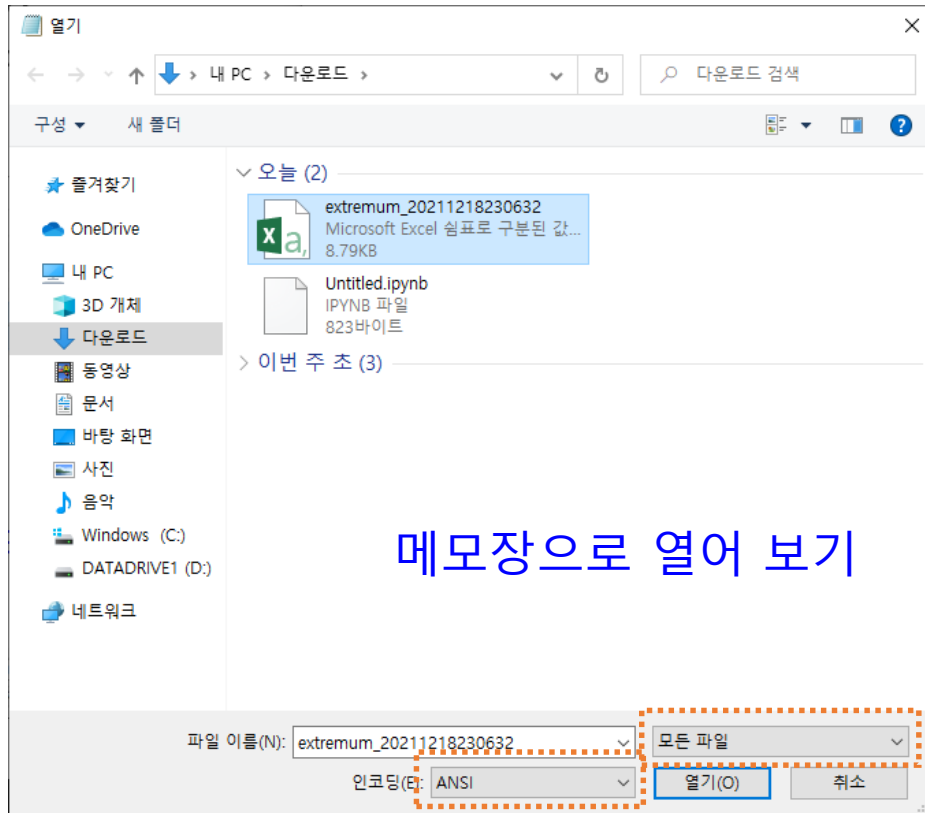 열기
내 PC › 다운로드 ›
다운로드 검색
구성
새 폴더
즐겨찾기
OneDrive
내 PC
3D 개체
다운로드
동영상
문서
바탕 화면
사진
음악
Windows (C:)
DATADRIVE1 (D:)
네트워크
오늘 (2)
extremum_20211218230632
Microsoft Excel 쉼표로 구분된 값...
8.79KB
Untitled.ipynb
IPYNB 파일
823바이트
이번 주 초 (3)
메모장으로 열어 보기
파일 이름(N): extremum_20211218230632 모든 파일
인코딩(E): ANSI 열기(O) 취소